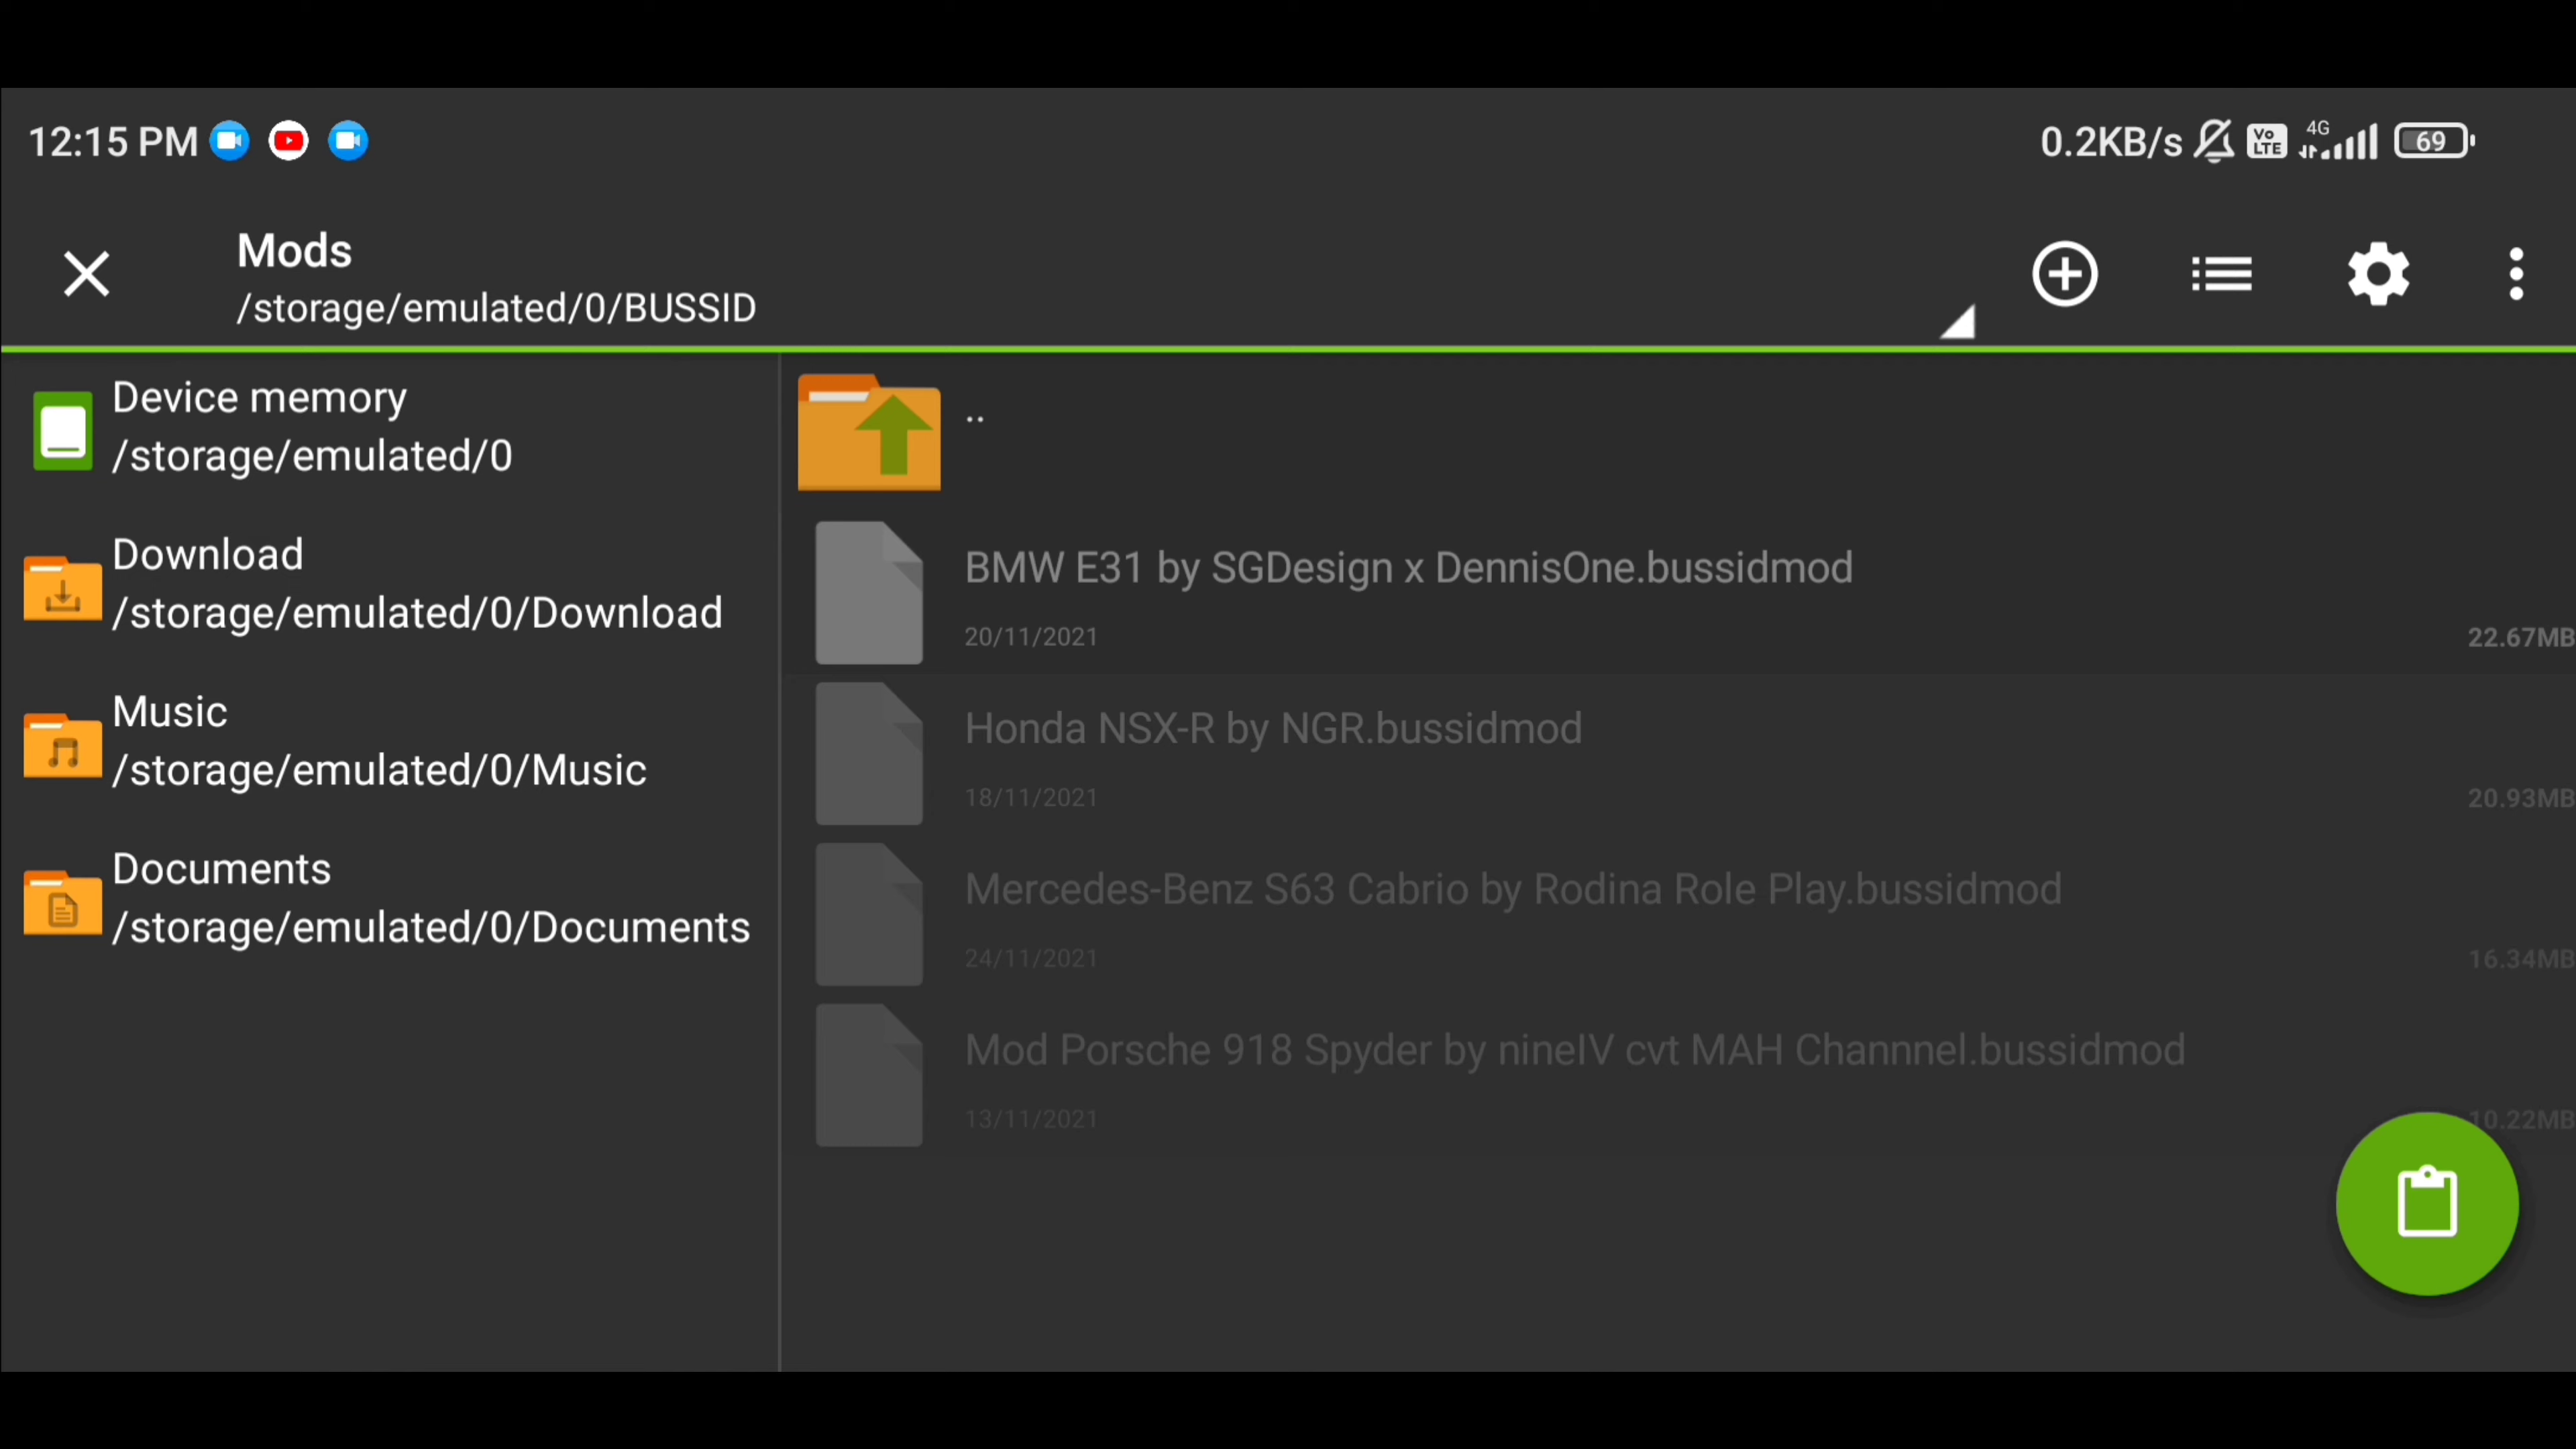 12:15 PM
0.2KB/s Vo LTE 4G 69
Mods
/storage/emulated/0/BUSSID
Device memory
/storage/emulated/0
Download
/storage/emulated/0/Download
Music
/storage/emulated/0/Music
Documents
/storage/emulated/0/Documents
..
BMW E31 by SGDesign x DennisOne.bussidmod
20/11/2021 22.67MB
Honda NSX-R by NGR.bussidmod
18/11/2021 20.93MB
Mercedes-Benz S63 Cabrio by Rodina Role Play.bussidmod
24/11/2021 16.34MB
Mod Porsche 918 Spyder by nineIV cvt MAH Channnel.bussidmod
13/11/2021 10.22MB